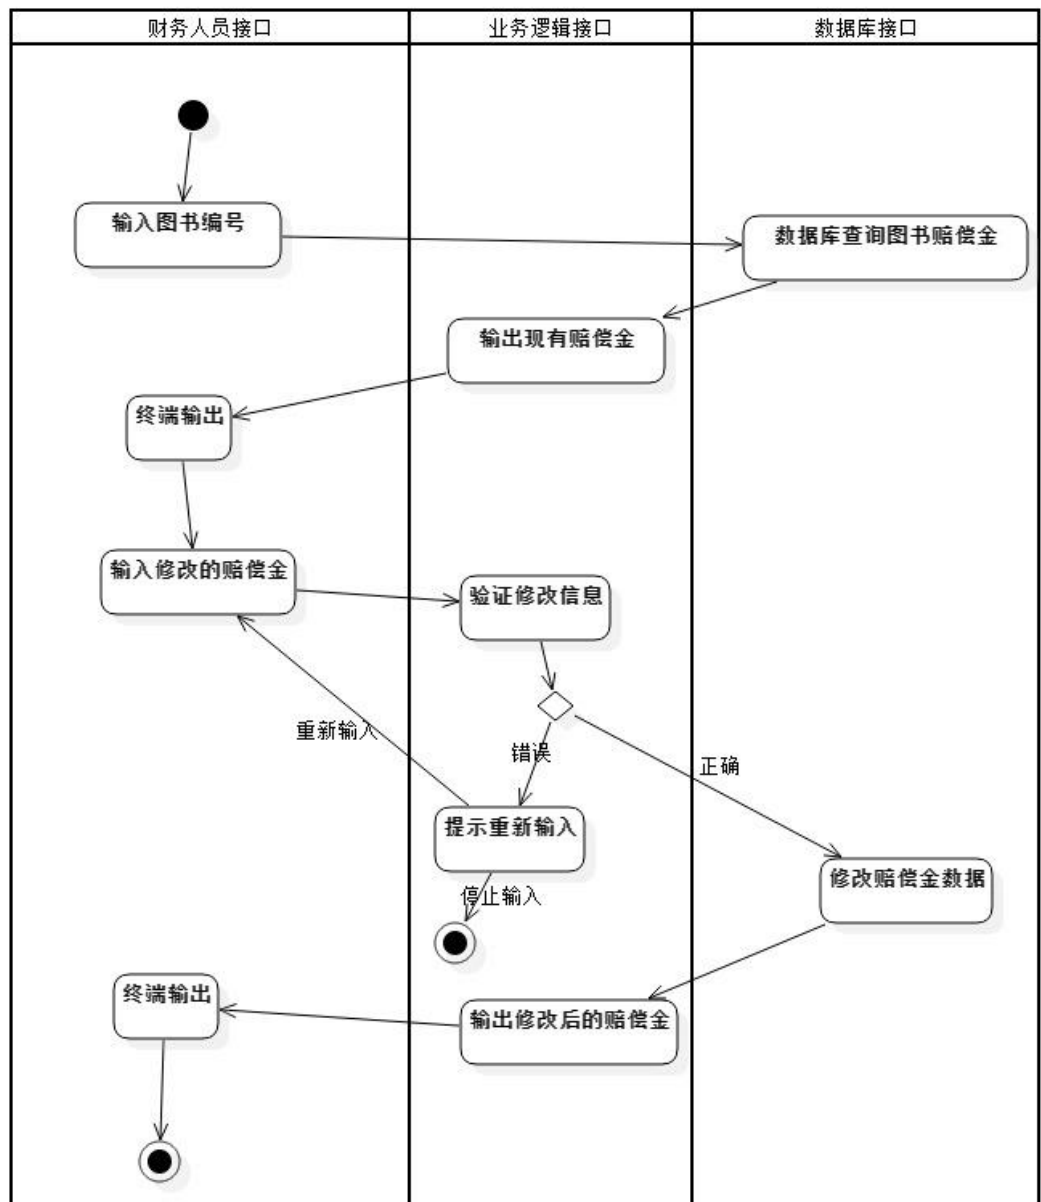 财务人员接口
业务逻辑接口
数据库接口
输入图书编号
数据库查询图书赔偿金
输出现有赔偿金
终端输出
输入修改的赔偿金
验证修改信息
重新输入
错误
正确
提示重新输入
修改赔偿金数据
停止输入
终端输出
输出修改后的赔偿金